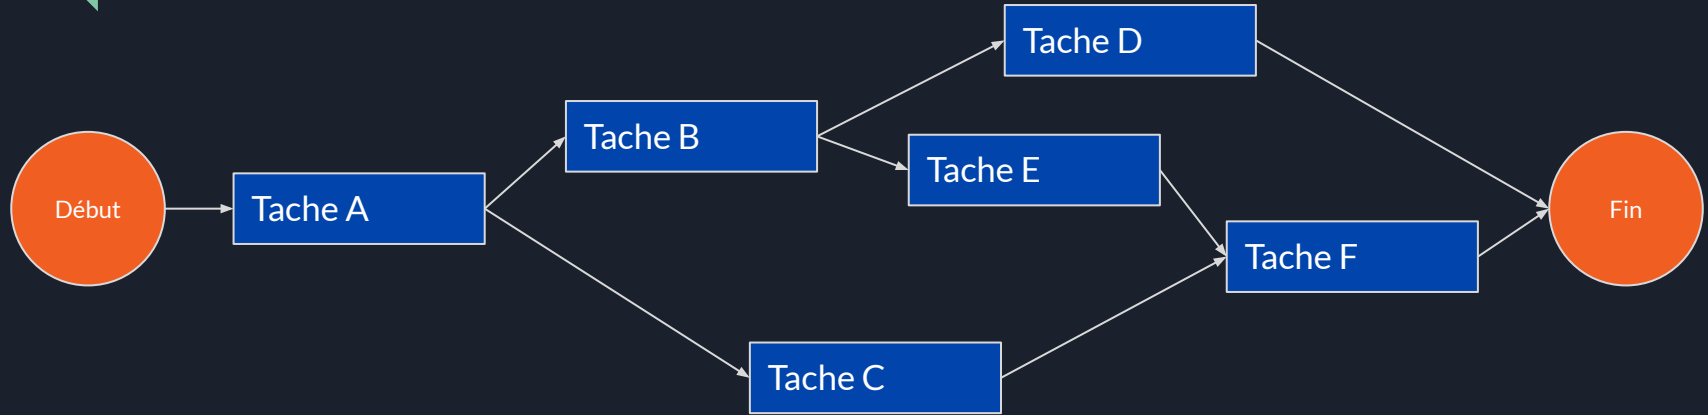 Début
Tache A
Tache B
Tache C
Tache D
Tache E
Tache F
Fin